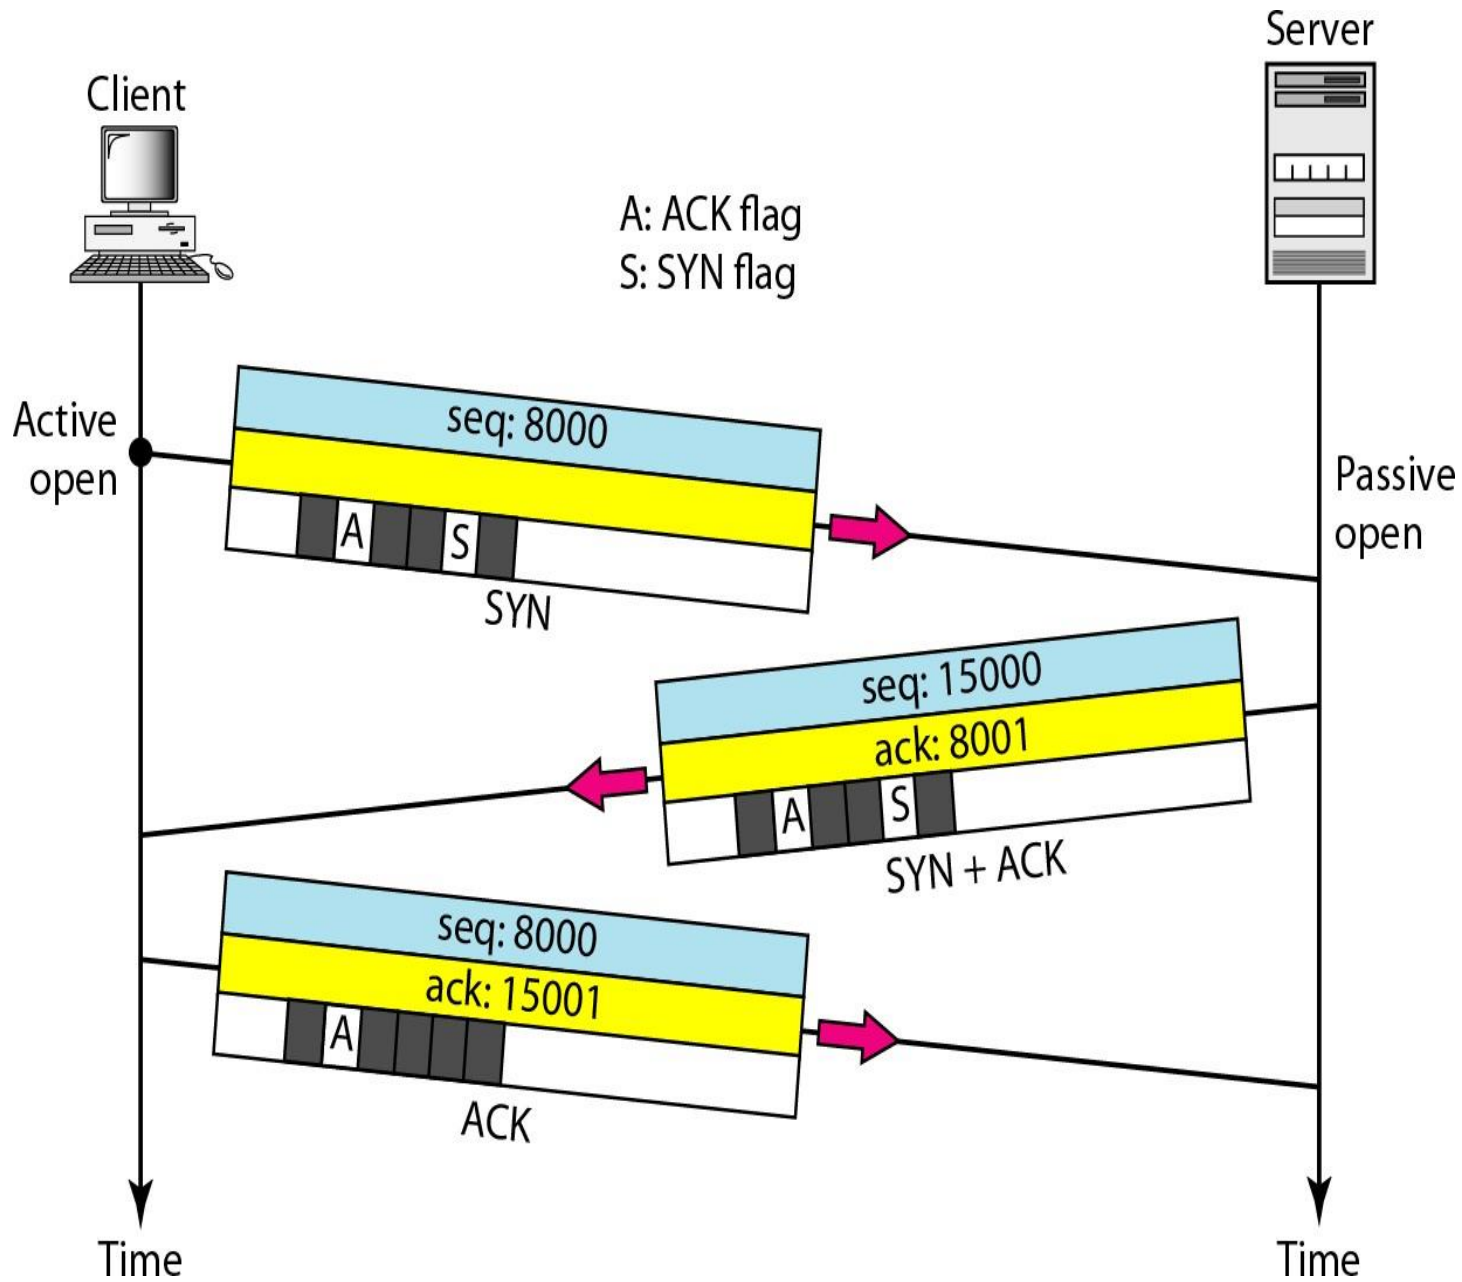 Server
Client
A: ACK flag
S: SYN flag
Active
open
seq: 8000
A S
SYN
Passive
open
seq: 15000
ack: 8001
A S
SYN + ACK
seq: 8000
ack: 15001
A
ACK
Time
Time